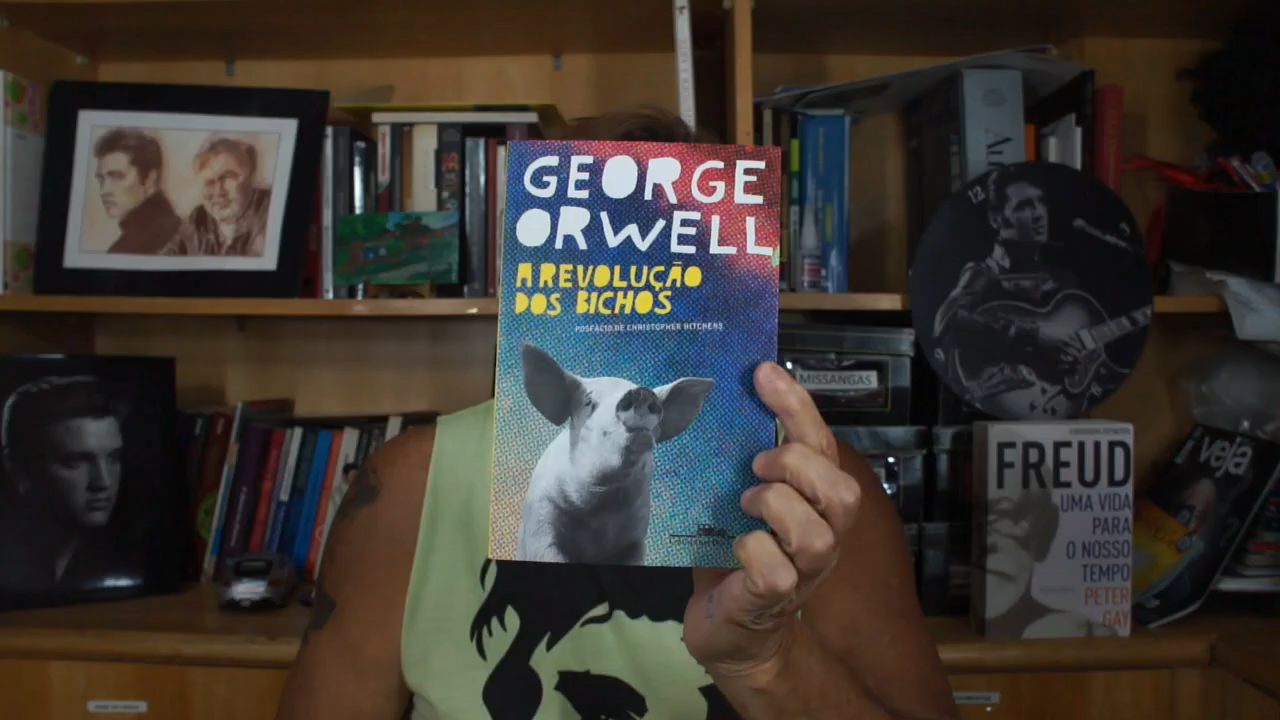 GEORGE
ORWELL
A REVOLUÇÃO
DOS BICHOS
POSFÁCIO DE CHRISTOPHER HITCHENS
MISSANGAS
12
FREUD
UMA VIDA
PARA
O NOSSO
TEMPO
PETER
GAY
veja